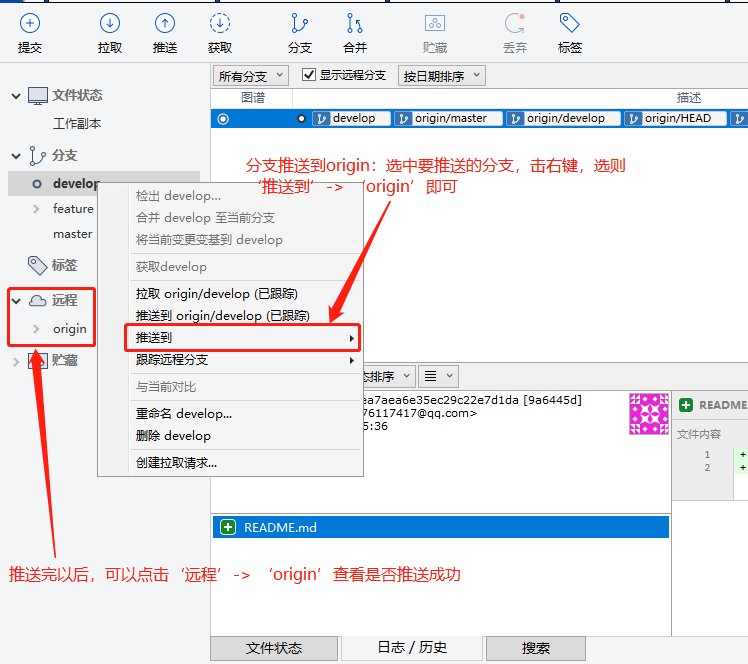 提交 拉取 推送 获取 分支 合并 贮藏 丢弃 标签
所有分支 显示远程分支 按日期排序
图谱 描述
develop origin/master origin/develop origin/HEAD
文件状态
工作副本
分支
develop
feature
master
标签
远程
origin
贮藏
分支推送到origin：选中要推送的分支，击右键，选则
‘推送到’-> ‘origin’即可
检出 develop...
合并 develop 至当前分支
将当前变更变基到 develop
获取develop
拉取 origin/develop (已跟踪)
推送到 origin/develop (已跟踪)
推送到
跟踪远程分支
与当前对比
重命名 develop...
删除 develop
创建拉取请求...
态排序
ea7aea6e35ec29c22e7d1da [9a6445d]
76117417@qq.com>
5:36
README
文件内容
1 +
2 +
README.md
推送完以后，可以点击‘远程’-> ‘origin’查看是否推送成功
文件状态 日志 / 历史 搜索